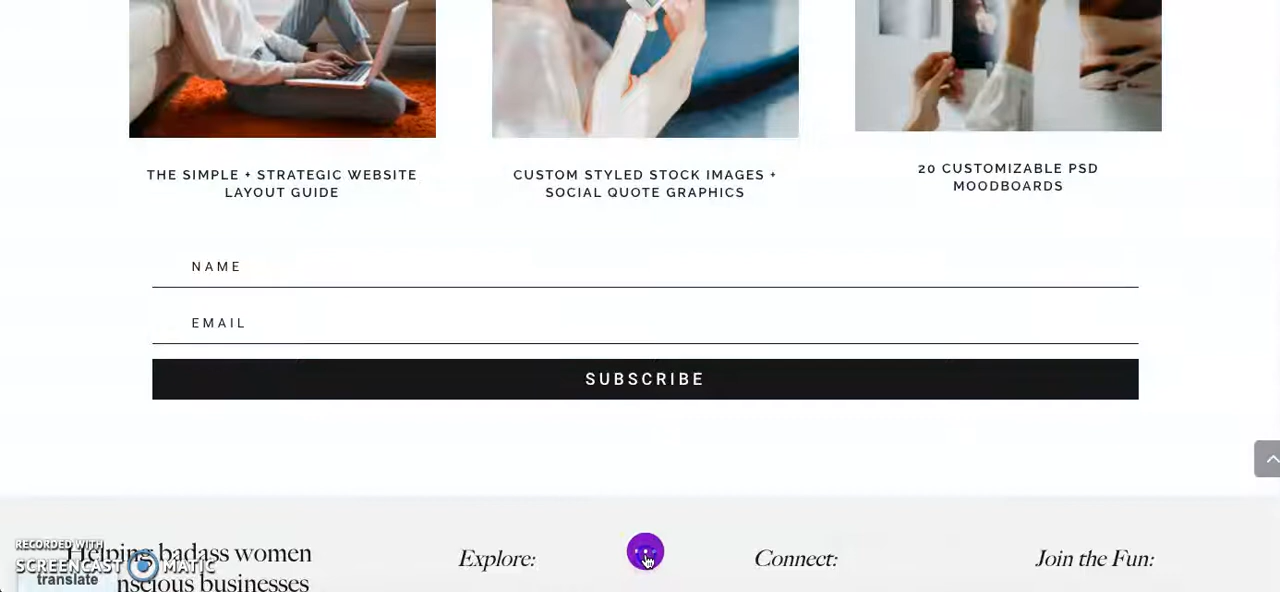 THE SIMPLE + STRATEGIC WEBSITE
LAYOUT GUIDE
CUSTOM STYLED STOCK IMAGES +
SOCIAL QUOTE GRAPHICS
20 CUSTOMIZABLE PSD
MOODBOARDS
NAME
EMAIL
SUBSCRIBE
Helping badass women
businesses
Explore:
Connect:
Join the Fun:
RECORDED WITH
SCREENCAST MATIC
translate